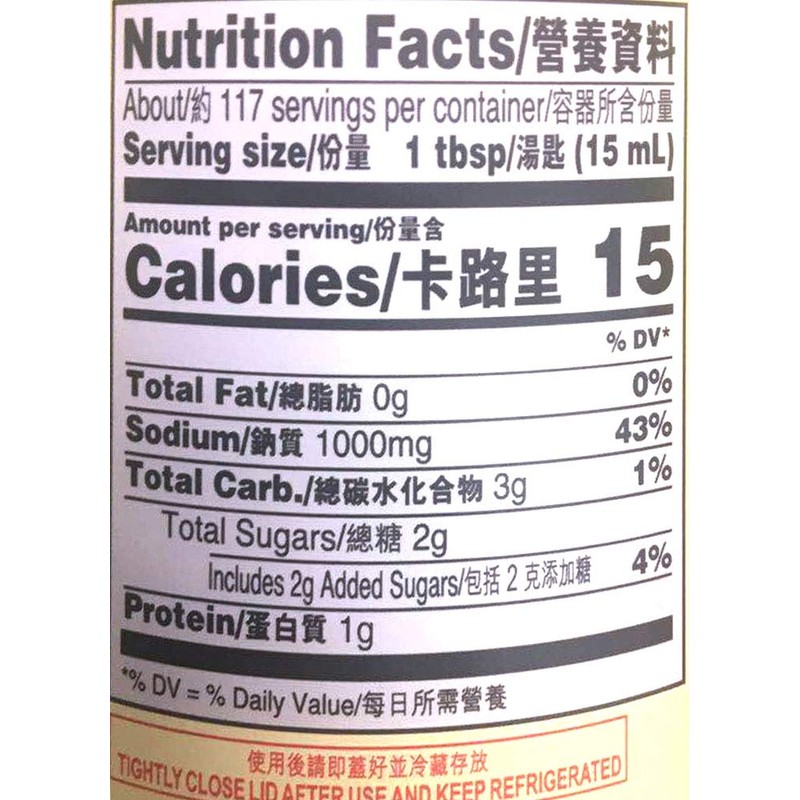 Nutrition Facts/營養資料
About/約 117 servings per container/容器所含份量
Serving size/份量 1 tbsp/湯匙 (15 mL)
Amount per serving/份量含
Calories/卡路里 15
% DV*
Total Fat/總脂肪 0g 0%
Sodium/鈉質 1000mg 43%
Total Carb./總碳水化合物 3g 1%
Total Sugars/總糖 2g
Includes 2g Added Sugars/包括 2 克添加糖 4%
Protein/蛋白質 1g
*% DV = % Daily Value/每日所需營養
使用後請即蓋好並冷藏存放
TIGHTLY CLOSE LID AFTER USE AND KEEP REFRIGERATED